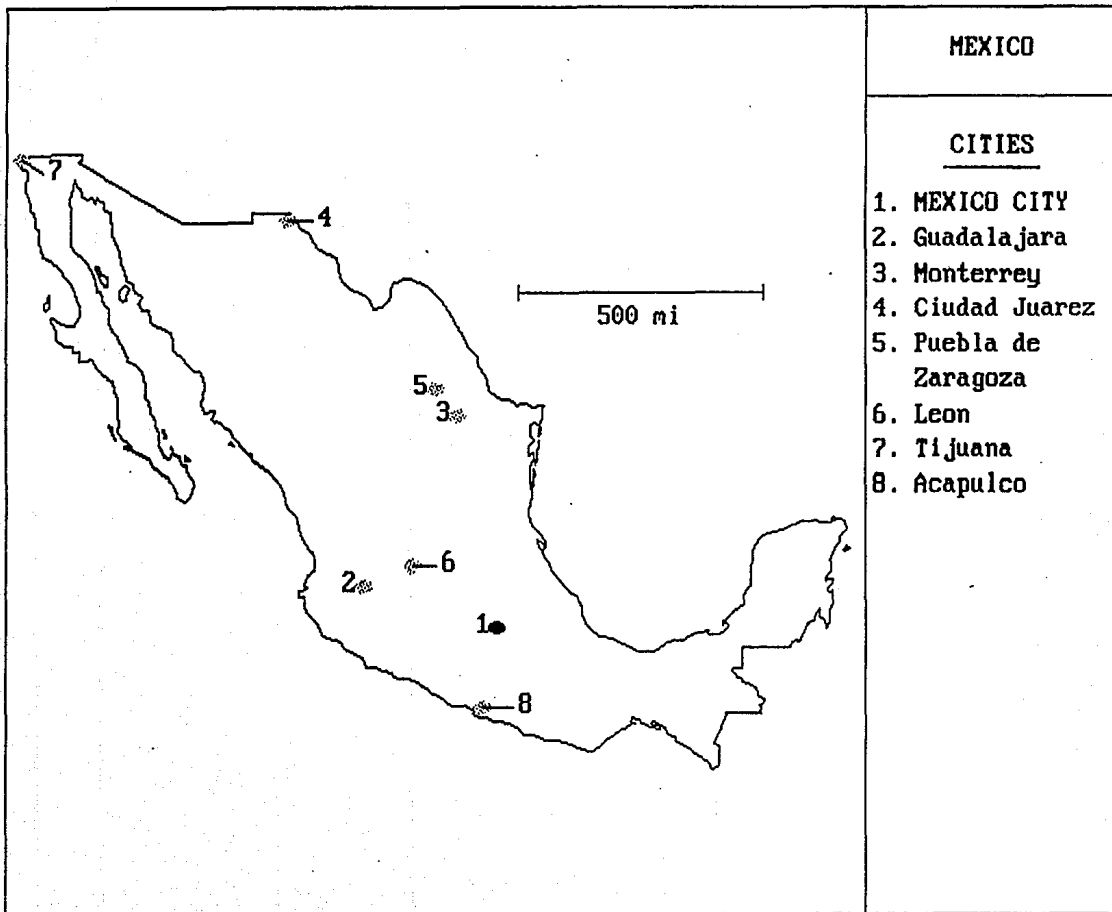 MEXICO
CITIES
1. MEXICO CITY
2. Guadalajara
3. Monterrey
4. Ciudad Juarez
5. Puebla de
Zaragoza
6. Leon
7. Tijuana
8. Acapulco
7
4
500 mi
5
3
6
2
1
8